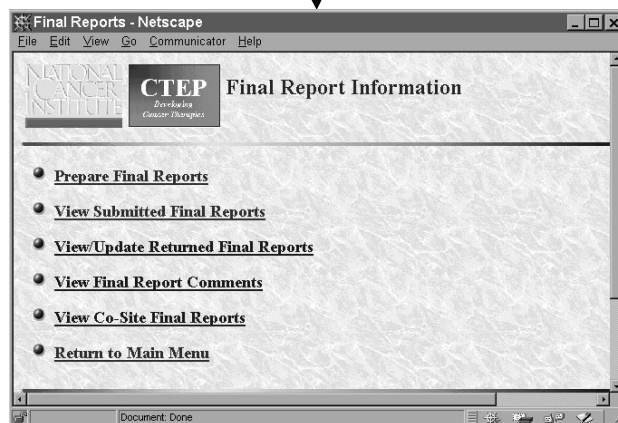 Final Reports - Netscape
File Edit View Go Communicator Help
NATIONAL
CANCER
INSTITUTE
CTEP
Developing
Cancer Therapies
Final Report Information
Prepare Final Reports
View Submitted Final Reports
View/Update Returned Final Reports
View Final Report Comments
View Co-Site Final Reports
Return to Main Menu
Document: Done